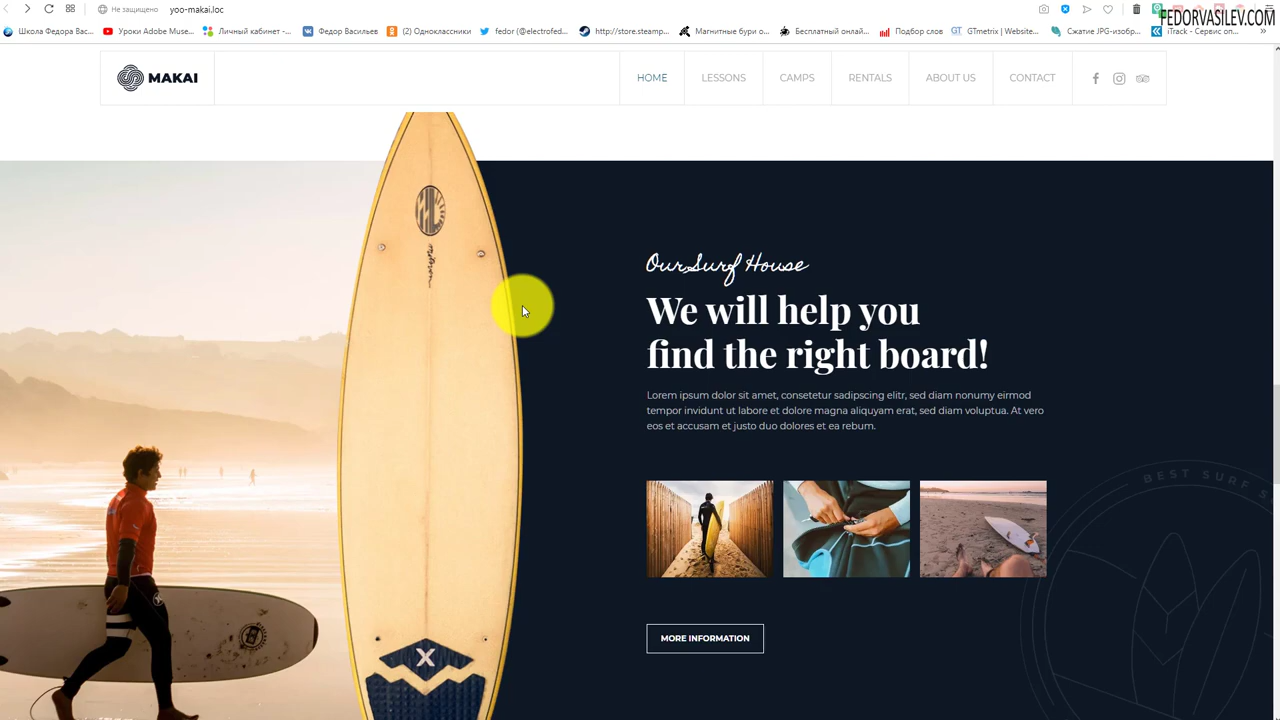 Не защищено
yoo-makai.loc
FEDORVASILEV.COM
Школа Федора Вас...
Уроки Adobe Muse...
Личный кабинет -...
Федор Васильев
(2) Одноклассники
fedor (@electrofed...
http://store.steamp...
Магнитные бури о...
Бесплатный онлай...
Подбор слов
GT
GTmetrix | Website...
Сжатие JPG-изобр...
iTrack - Сервис оп...
MAKAI
HOME
LESSONS
CAMPS
RENTALS
ABOUT US
CONTACT
Our Surf House
We will help you
find the right board!
Lorem ipsum dolor sit amet, consetetur sadipscing elitr, sed diam nonumy eirmod
tempor invidunt ut labore et dolore magna aliquyam erat, sed diam voluptua. At vero
eos et accusam et justo duo dolores et ea rebum.
BEST SURF S
X
MORE INFORMATION